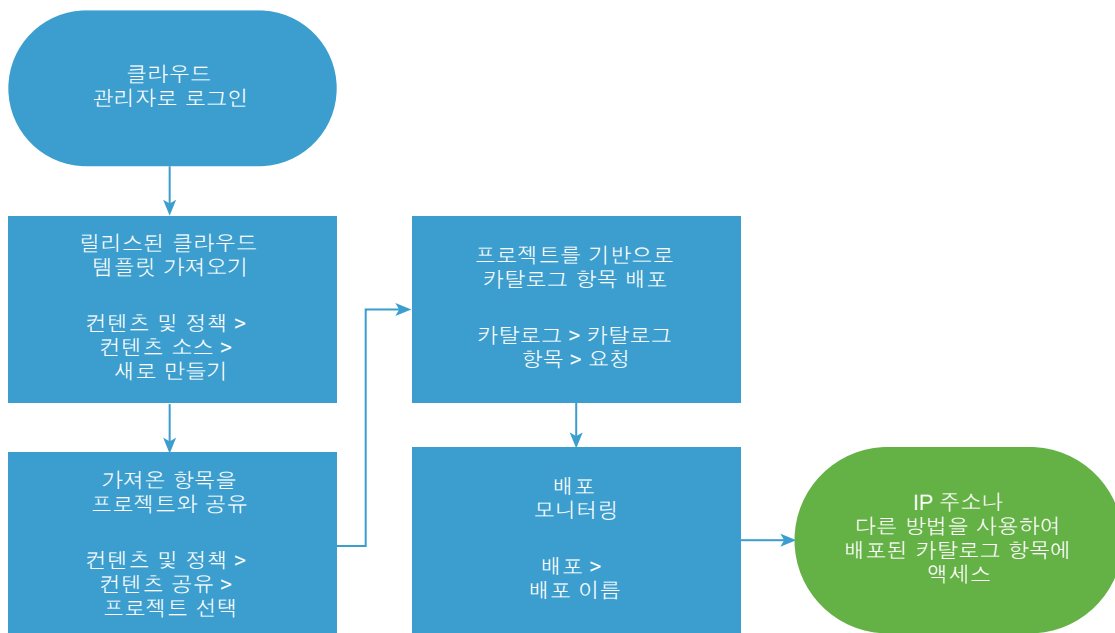 클라우드
관리자로 로그인
릴리스된 클라우드
템플릿 가져오기
컨텐츠 및 정책 >
컨텐츠 소스 >
새로 만들기
가져온 항목을
프로젝트와 공유
컨텐츠 및 정책 >
컨텐츠 공유 >
프로젝트 선택
프로젝트를 기반으로
카탈로그 항목 배포
카탈로그 > 카탈로그
항목 > 요청
배포
모니터링
배포 >
배포 이름
IP 주소나
다른 방법을 사용하여
배포된 카탈로그 항목에
액세스